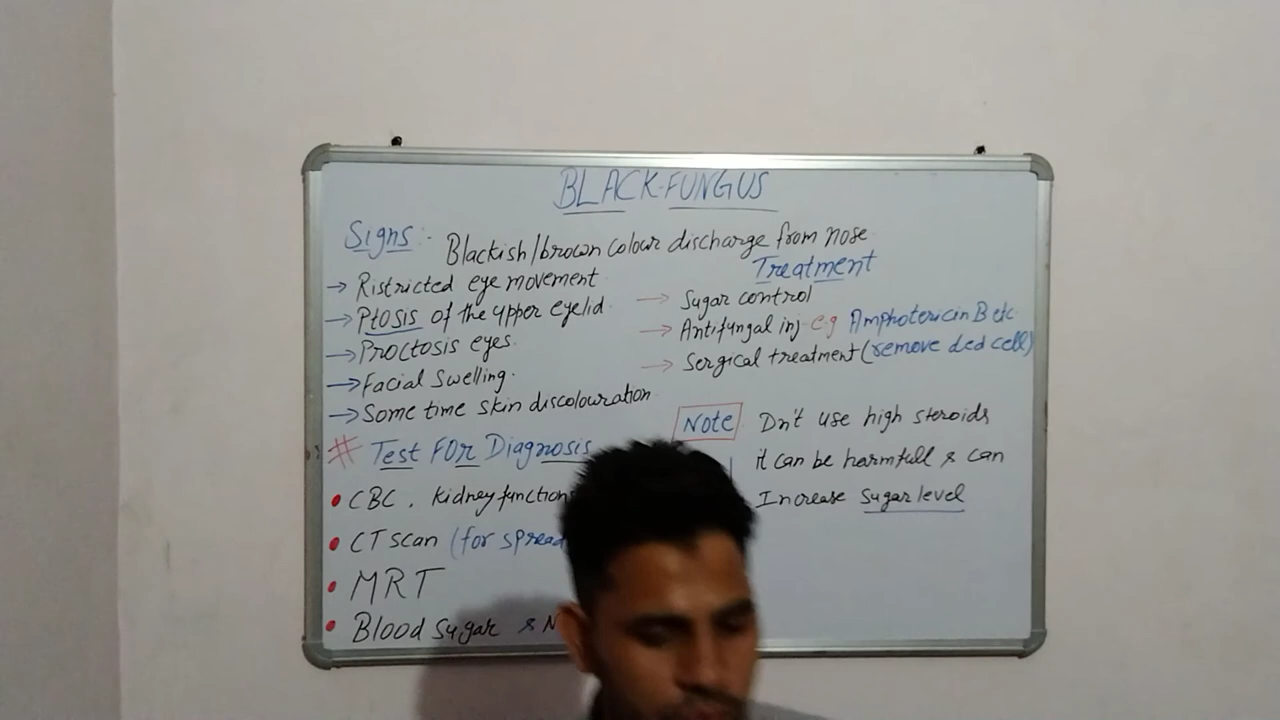 BLACK-FUNGUS
Signs :- Blackish/brown colour discharge from nose
→ Ristricted eye movement
→ Ptosis of the upper eyelid.
→ Proctosis eyes.
→ Facial Swelling.
→ Some time skin discolouration
# Test FOR Diagnosis
• CBC, kidney function
• CT scan (for spread
• MRT
• Blood Sugar & N
Treatment
→ Sugar control
→ Antifungal inj e.g Amphotericin B etc
→ Sergical treatment (remove ded cell)
Note Dn't use high steroids
it can be harmfull & can
Increase Sugar level